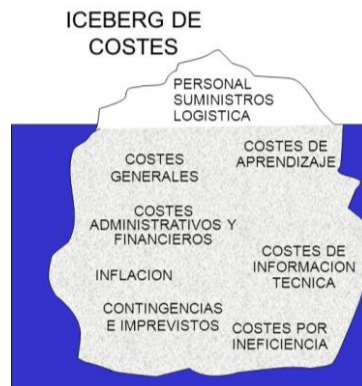 ICEBERG DE
COSTES
PERSONAL
SUMINISTROS
LOGISTICA
COSTES
GENERALES
COSTES DE
APRENDIZAJE
COSTES
ADMINISTRATIVOS Y
FINANCIEROS
COSTES DE
INFORMACION
TECNICA
INFLACION
CONTINGENCIAS
E IMPREVISTOS
COSTES POR
INEFICIENCIA